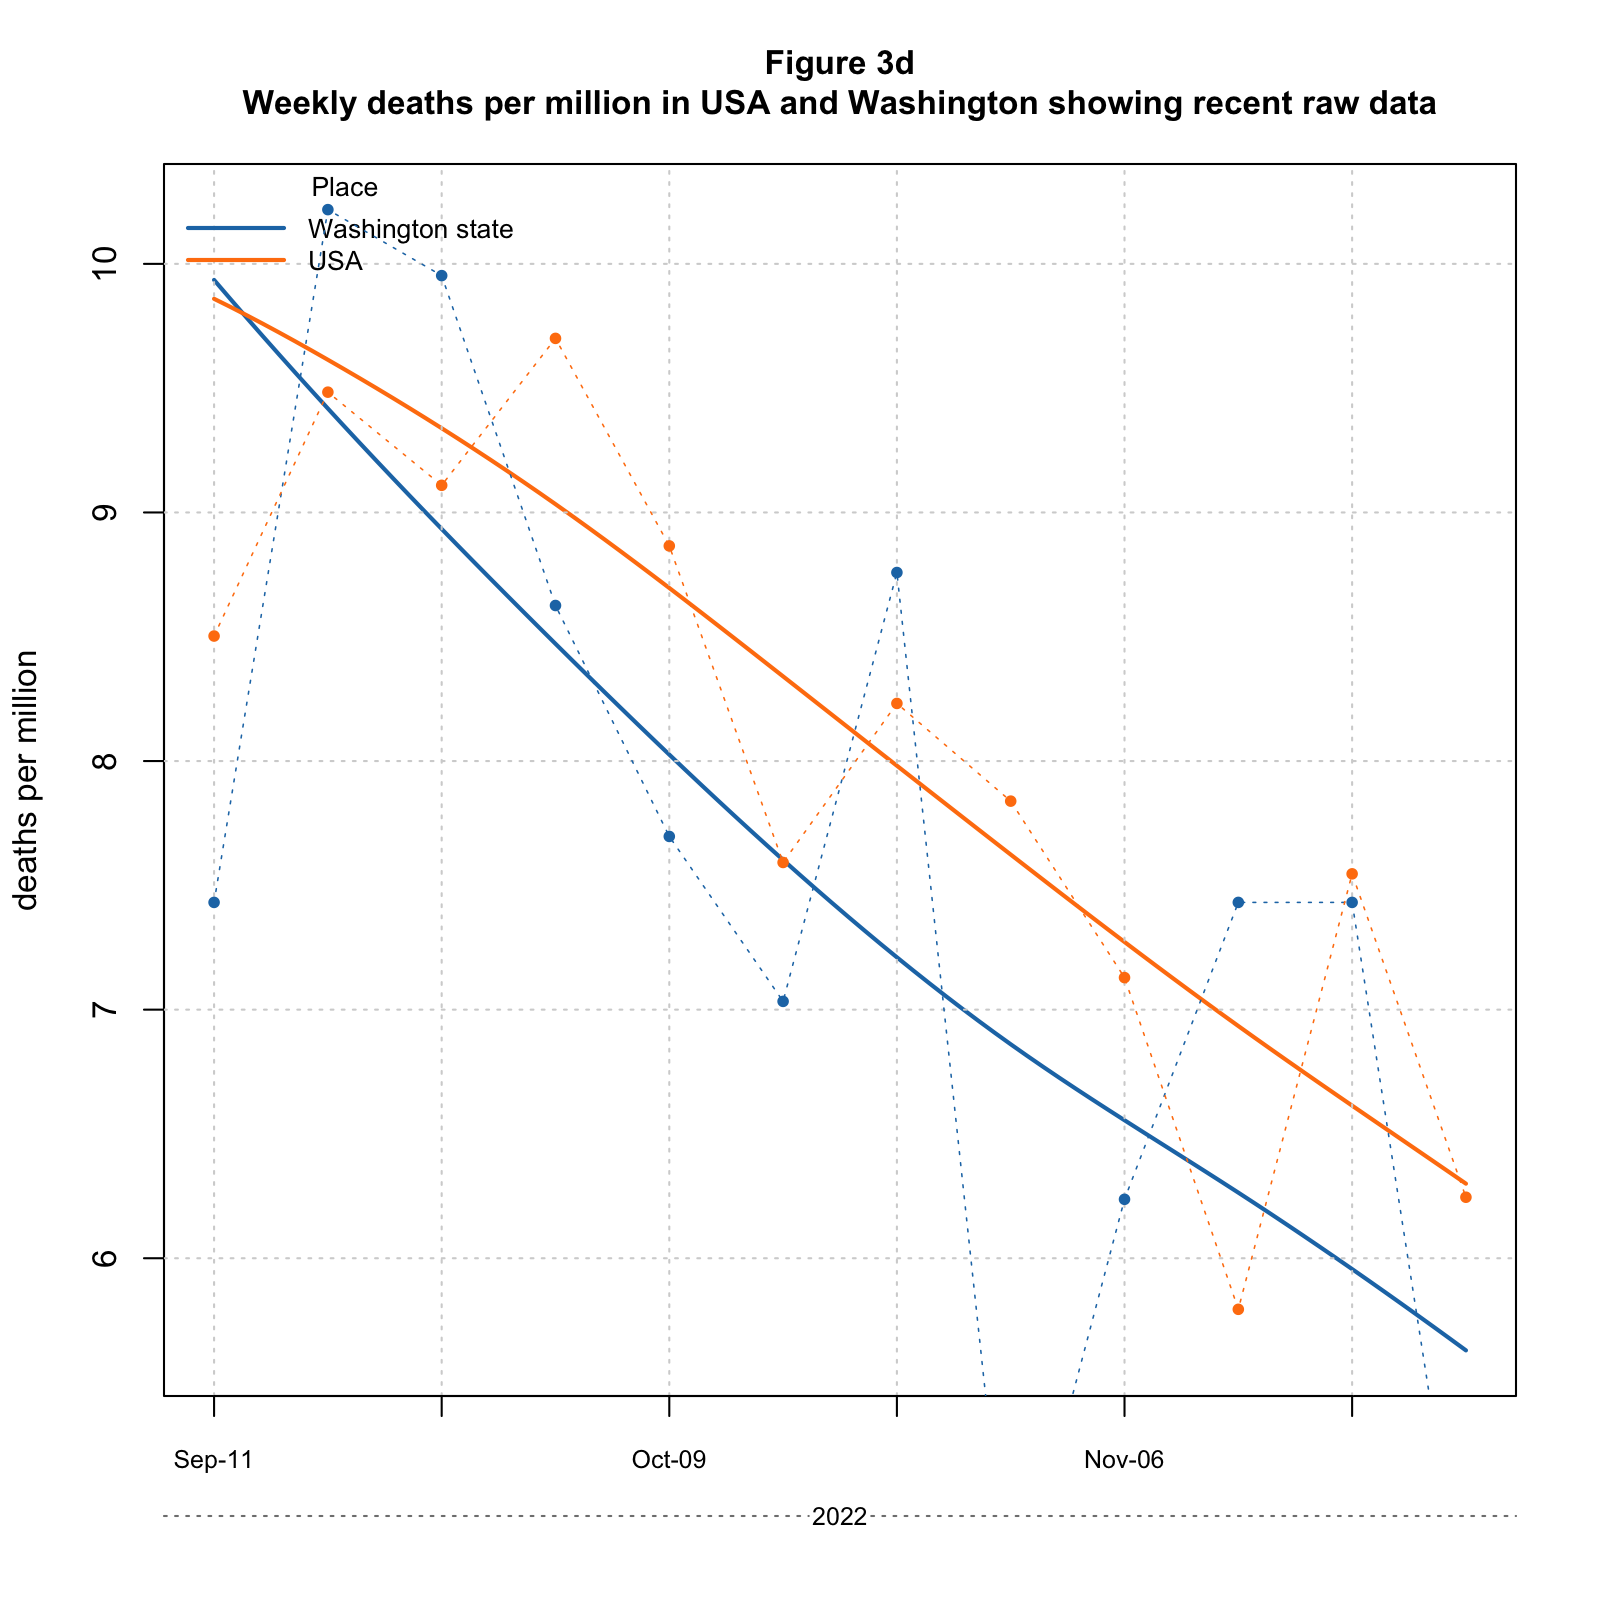 Figure 3d
Weekly deaths per million in USA and Washington showing recent raw data
Place
Washington state
USA
deaths per million
10
9
8
7
6
Sep-11
Oct-09
Nov-06
2022